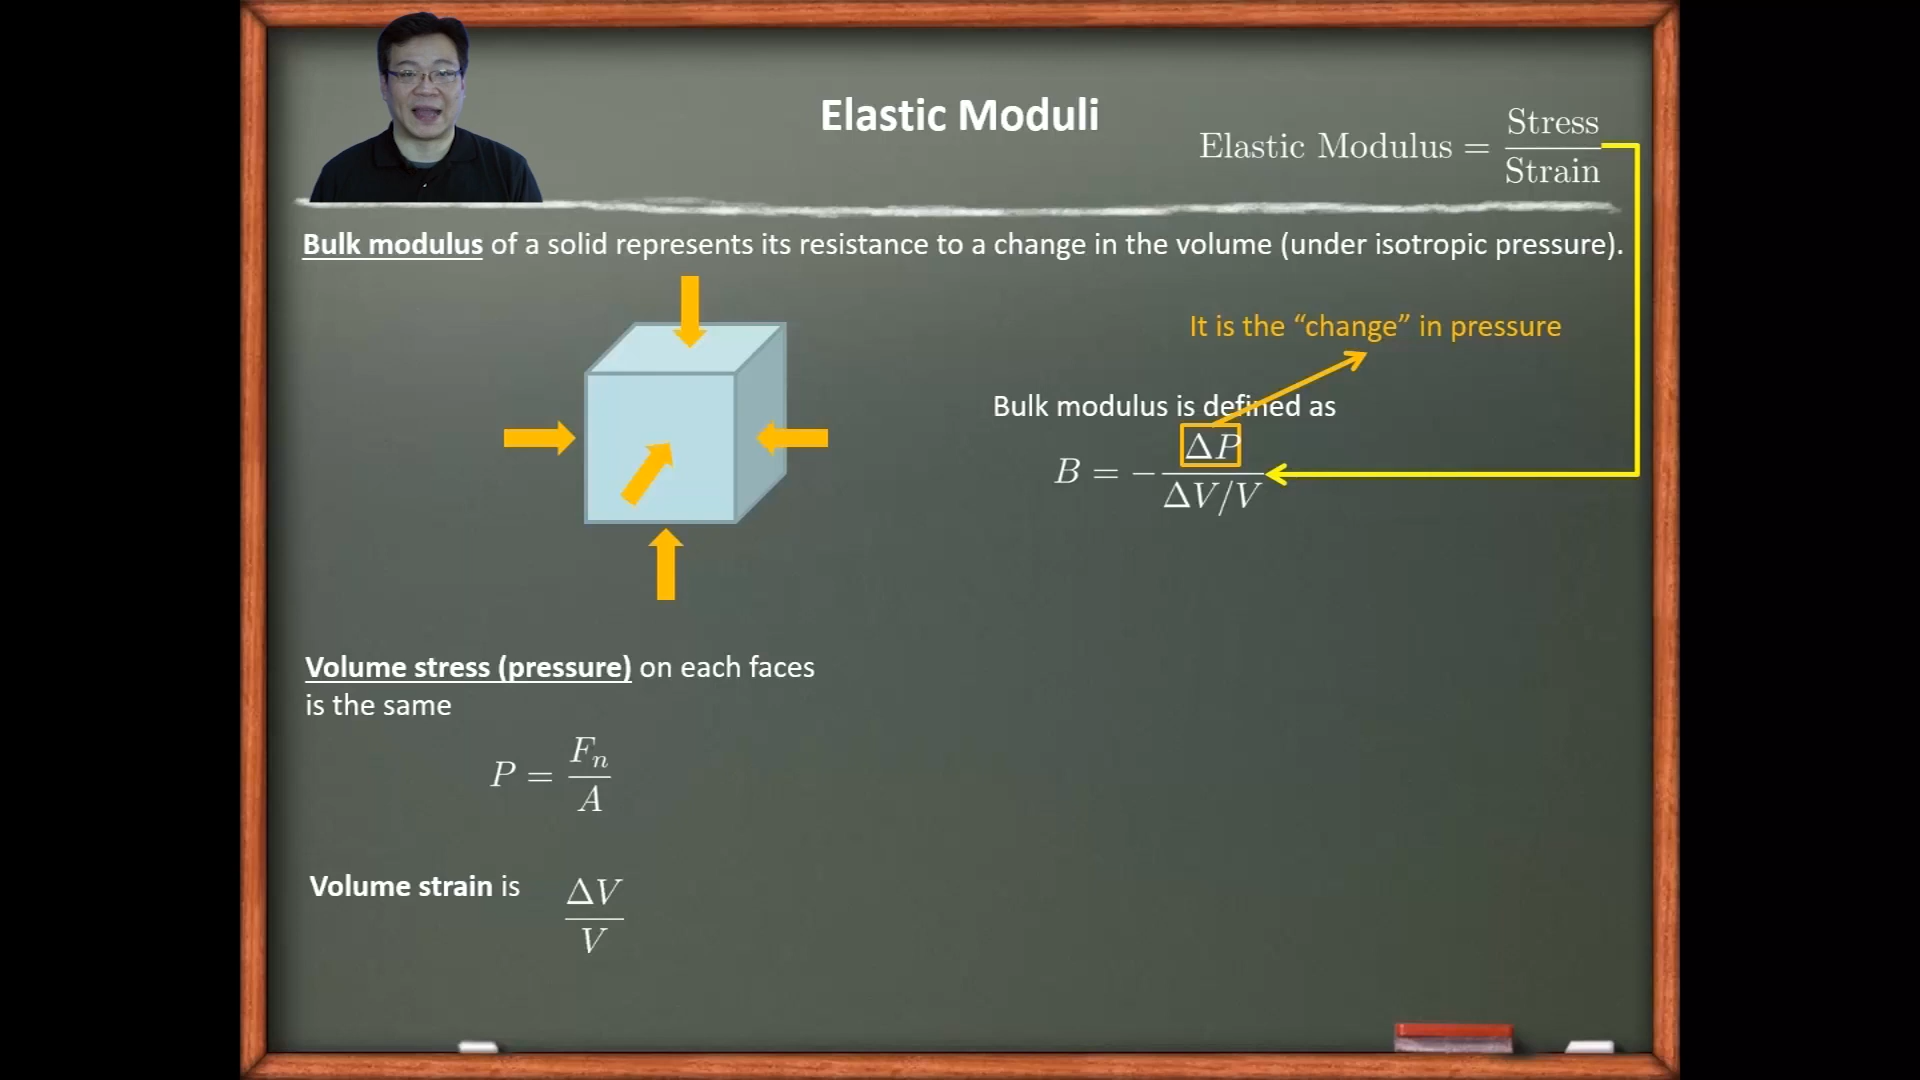 Elastic Moduli
Elastic Modulus = Stress/Strain
Bulk modulus of a solid represents its resistance to a change in the volume (under isotropic pressure).
It is the “change” in pressure
Bulk modulus is defined as
B = − ΔP / (ΔV/V)
Volume stress (pressure) on each faces
is the same
P = Fₙ/A
Volume strain is ΔV/V